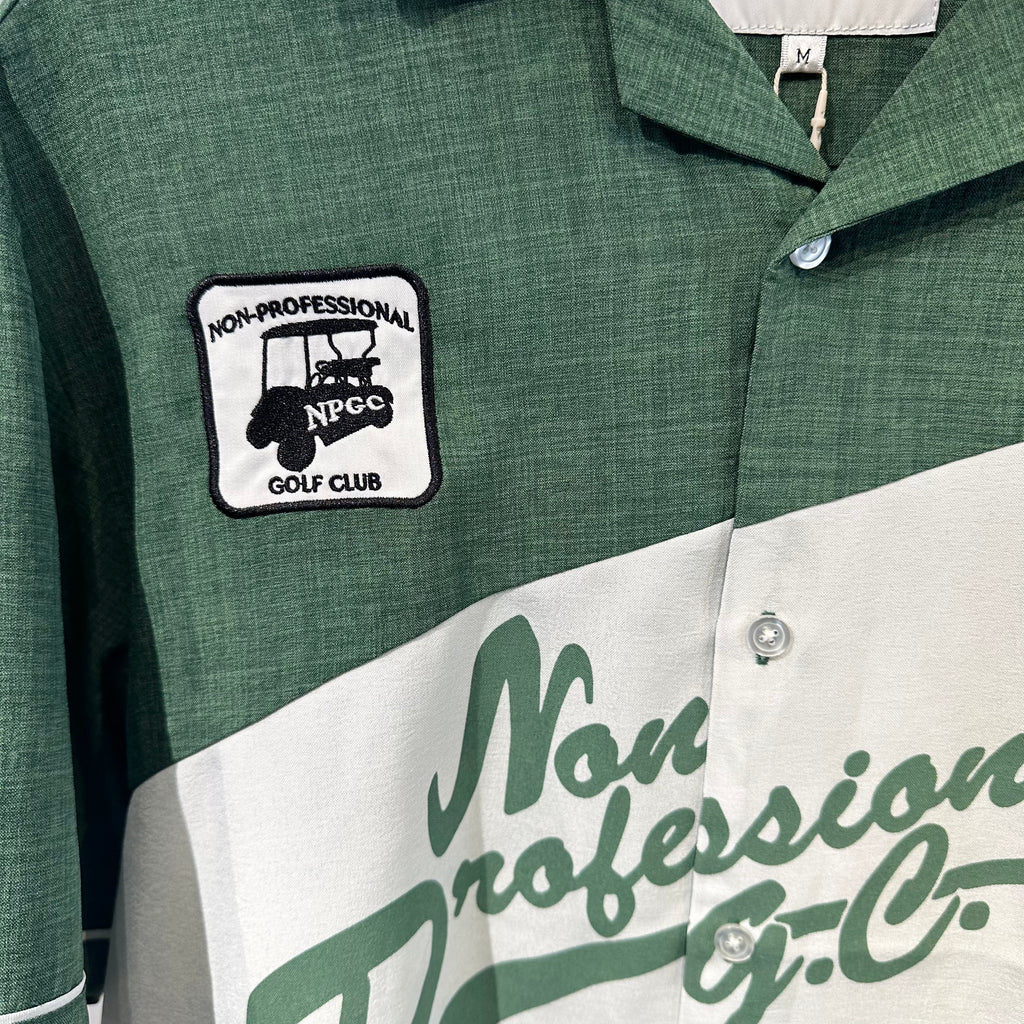 M
NON-PROFESSIONAL
NPGC
GOLF CLUB
Non
Profession
G.C.